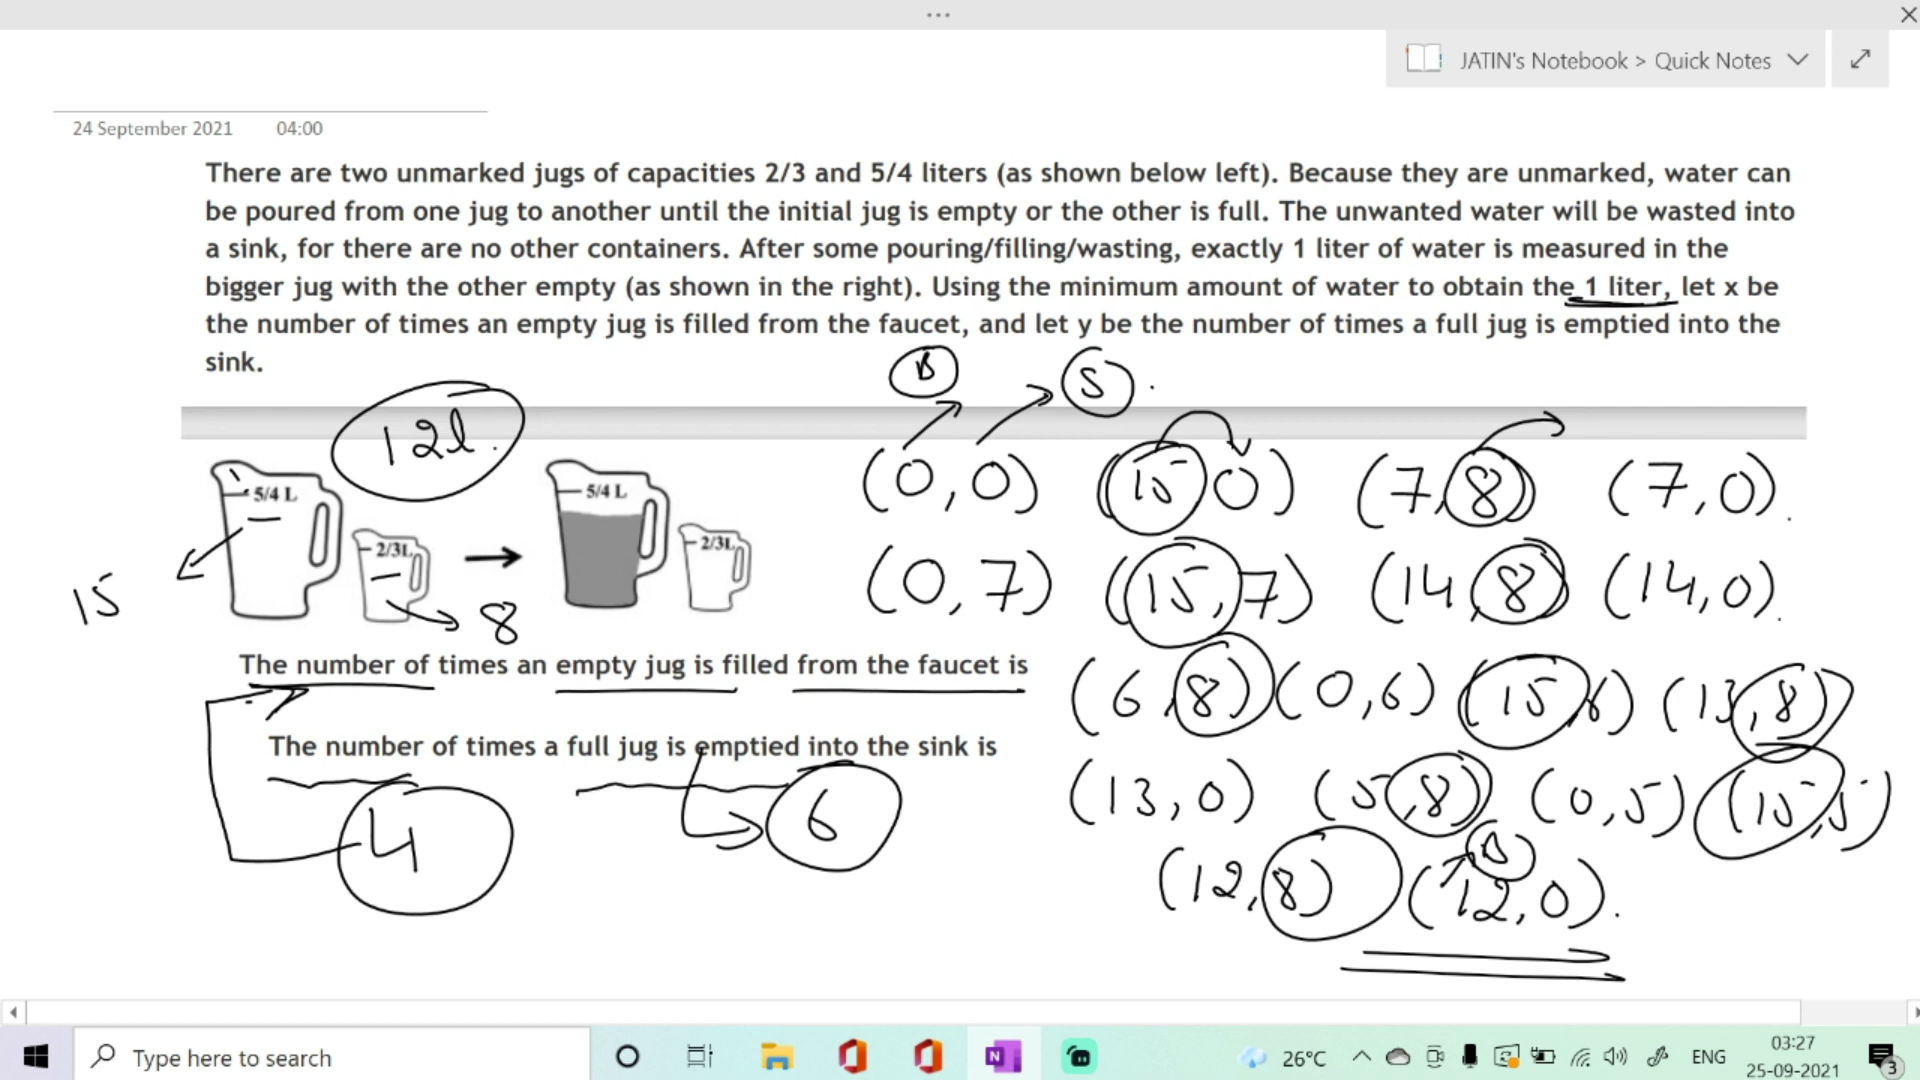 JATIN's Notebook > Quick Notes
24 September 2021 04:00
There are two unmarked jugs of capacities 2/3 and 5/4 liters (as shown below left). Because they are unmarked, water can
be poured from one jug to another until the initial jug is empty or the other is full. The unwanted water will be wasted into
a sink, for there are no other containers. After some pouring/filling/wasting, exactly 1 liter of water is measured in the
bigger jug with the other empty (as shown in the right). Using the minimum amount of water to obtain the 1 liter, let x be
the number of times an empty jug is filled from the faucet, and let y be the number of times a full jug is emptied into the
sink.
B S
12l
5/4 L 5/4 L
(0,0) (15 0) (7,8) (7,0)
2/3L 2/3L
15 8
(0,7) (15,7) (14,8) (14,0)
The number of times an empty jug is filled from the faucet is
(6,8) (0,6) (15,6) (13,8)
The number of times a full jug is emptied into the sink is
(13,0) (5,8) (0,5) (15,5)
4 6
(12,8) (12,0)
Type here to search
26°C ENG 03:27
25-09-2021 3